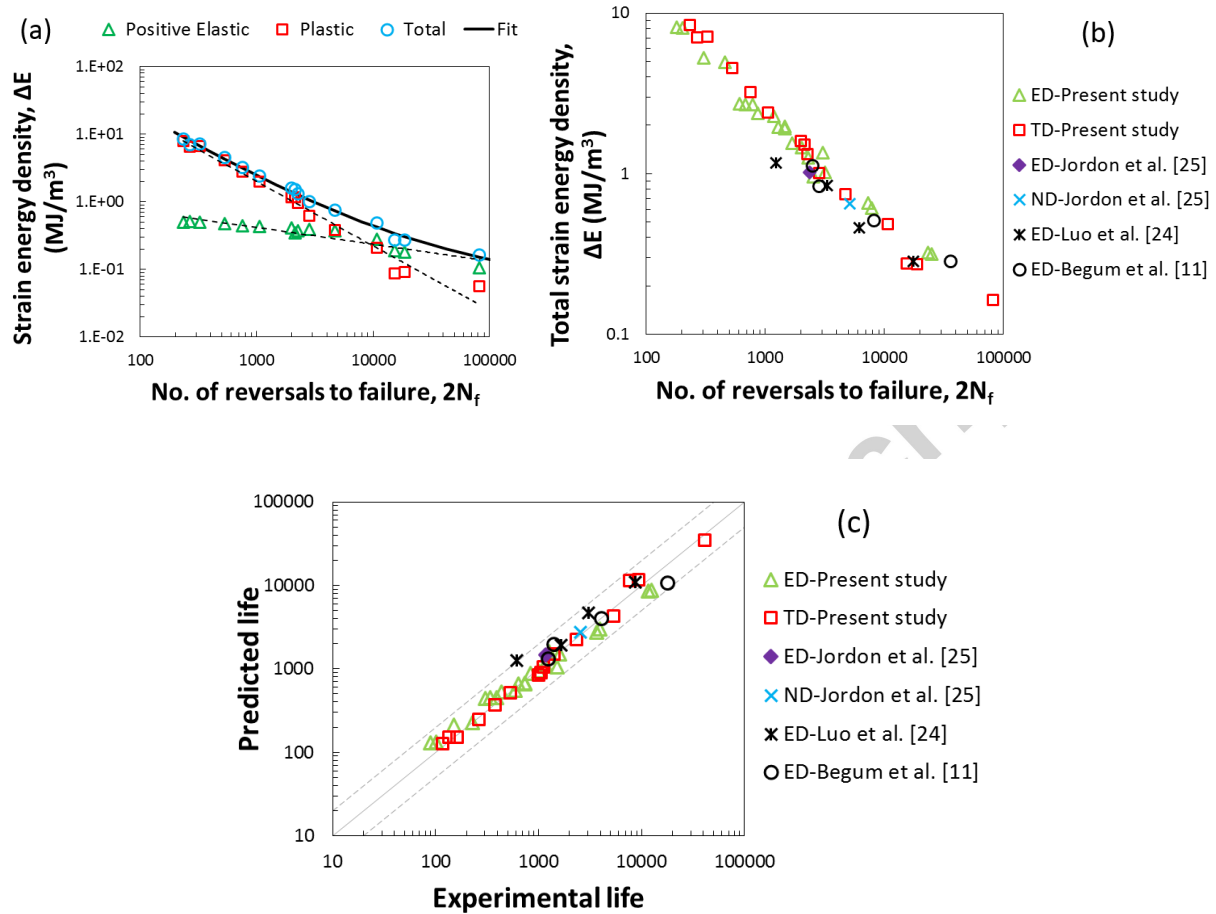 (a)
Positive Elastic Plastic Total Fit
Strain energy density, ΔE
(MJ/m³)
1.E+02
1.E+01
1.E+00
1.E-01
1.E-02
100 1000 10000 100000
No. of reversals to failure, 2Nf
(b)
Total strain energy density,
ΔE (MJ/m³)
10
1
0.1
100 1000 10000 100000
No. of reversals to failure, 2Nf
ED-Present study
TD-Present study
ED-Jordon et al. [25]
ND-Jordon et al. [25]
ED-Luo et al. [24]
ED-Begum et al. [11]
(c)
Predicted life
100000
10000
1000
100
10
10 100 1000 10000 100000
Experimental life
ED-Present study
TD-Present study
ED-Jordon et al. [25]
ND-Jordon et al. [25]
ED-Luo et al. [24]
ED-Begum et al. [11]